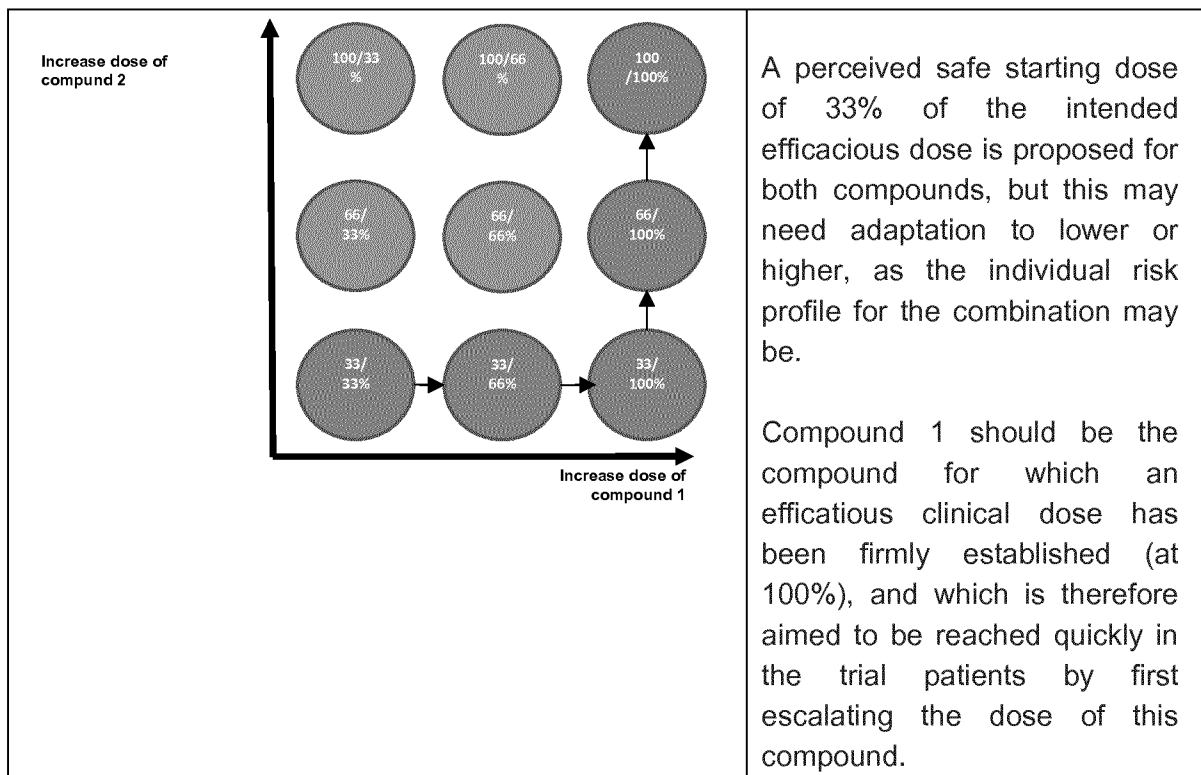 Increase dose of
compund 2
100/33
%
100/66
%
100
/100%
66/
33%
66/
66%
66/
100%
33/
33%
33/
66%
33/
100%
Increase dose of
compound 1
A perceived safe starting dose
of 33% of the intended
efficacious dose is proposed for
both compounds, but this may
need adaptation to lower or
higher, as the individual risk
profile for the combination may
be.
Compound 1 should be the
compound for which an
efficatious clinical dose has
been firmly established (at
100%), and which is therefore
aimed to be reached quickly in
the trial patients by first
escalating the dose of this
compound.